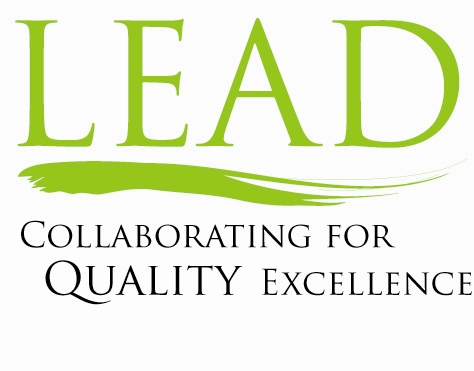 LEAD
COLLABORATING FOR
QUALITY EXCELLENCE